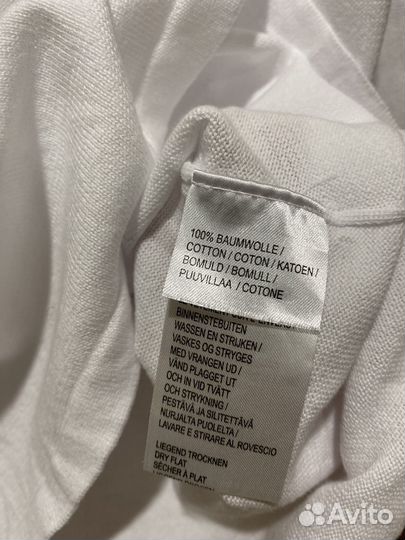 100% BAUMWOLLE /
COTTON / COTON / KATOEN /
BOMULD / BOMULL /
PUUVILLAA / COTONE
BINNENSTEBUITEN
WASSEN EN STRIJKEN /
VASKES OG STRYGES
MED VRANGEN UD /
VÄND PLAGGET UT
OCH IN VID TVÄTT
OCH STRYKNING /
PESTÄVÄ JA SILITETTÄVÄ
NURJALTA PUOLELTA /
LAVARE E STIRARE AL ROVESCIO
LIEGEND TROCKNEN
DRY FLAT
SÉCHER À PLAT
Avito